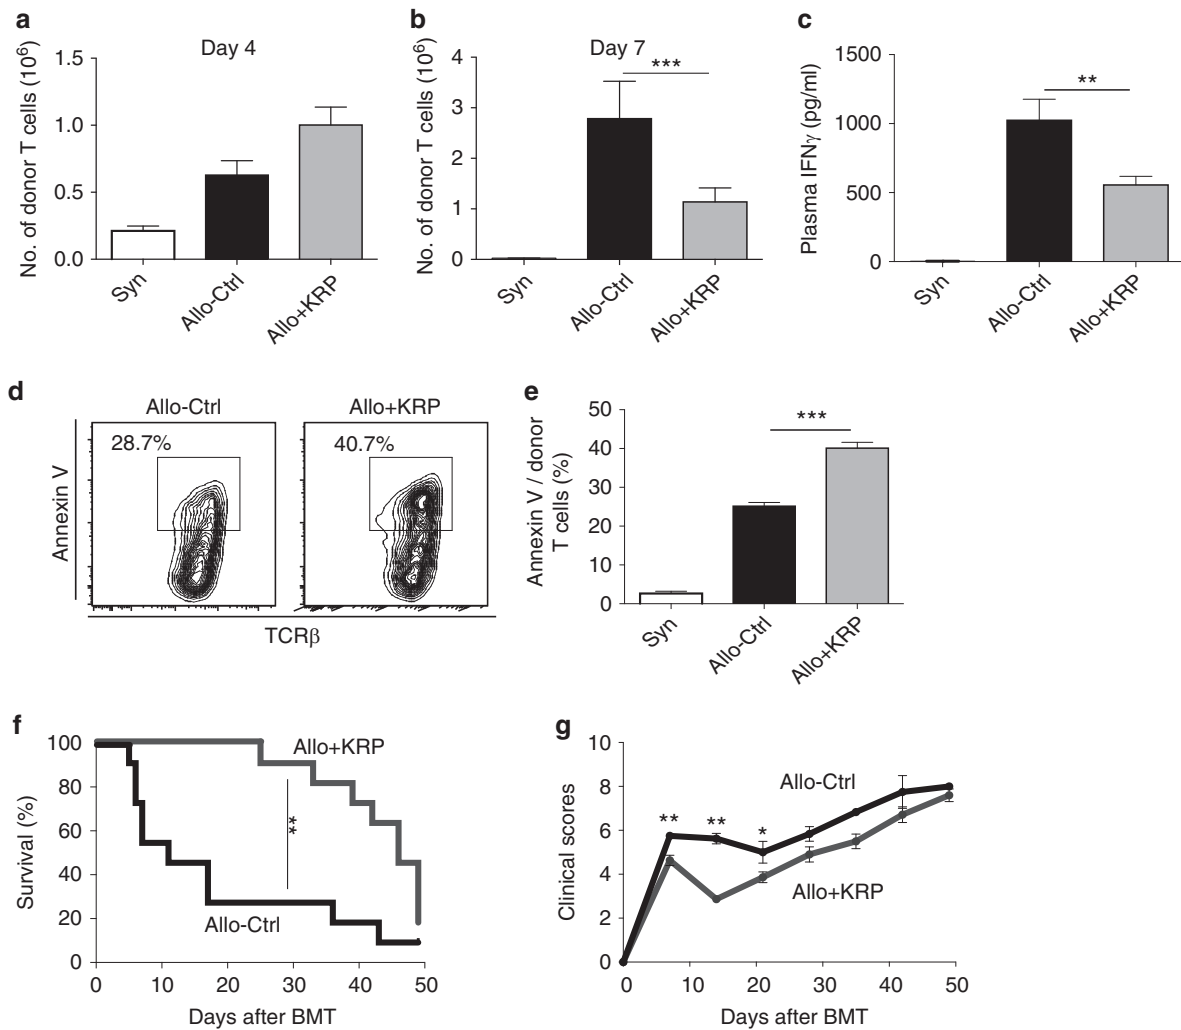 a
Day 4
No. of donor T cells (10⁶)
1.5
1.0
0.5
0.0
Syn
Allo-Ctrl
Allo+KRP
b
Day 7
No. of donor T cells (10⁶)
4
3
2
1
0
***
Syn
Allo-Ctrl
Allo+KRP
c
Plasma IFNγ (pg/ml)
1500
1000
500
0
**
Syn
Allo-Ctrl
Allo+KRP
d
Allo-Ctrl
Allo+KRP
28.7%
40.7%
Annexin V
TCRβ
e
Annexin V / donor
T cells (%)
50
40
30
20
10
0
***
Syn
Allo-Ctrl
Allo+KRP
f
Survival (%)
100
80
60
40
20
0
Allo+KRP
**
Allo-Ctrl
0 10 20 30 40 50
Days after BMT
g
Clinical scores
10
8
6
4
2
0
Allo-Ctrl
** ** *
Allo+KRP
0 10 20 30 40 50
Days after BMT